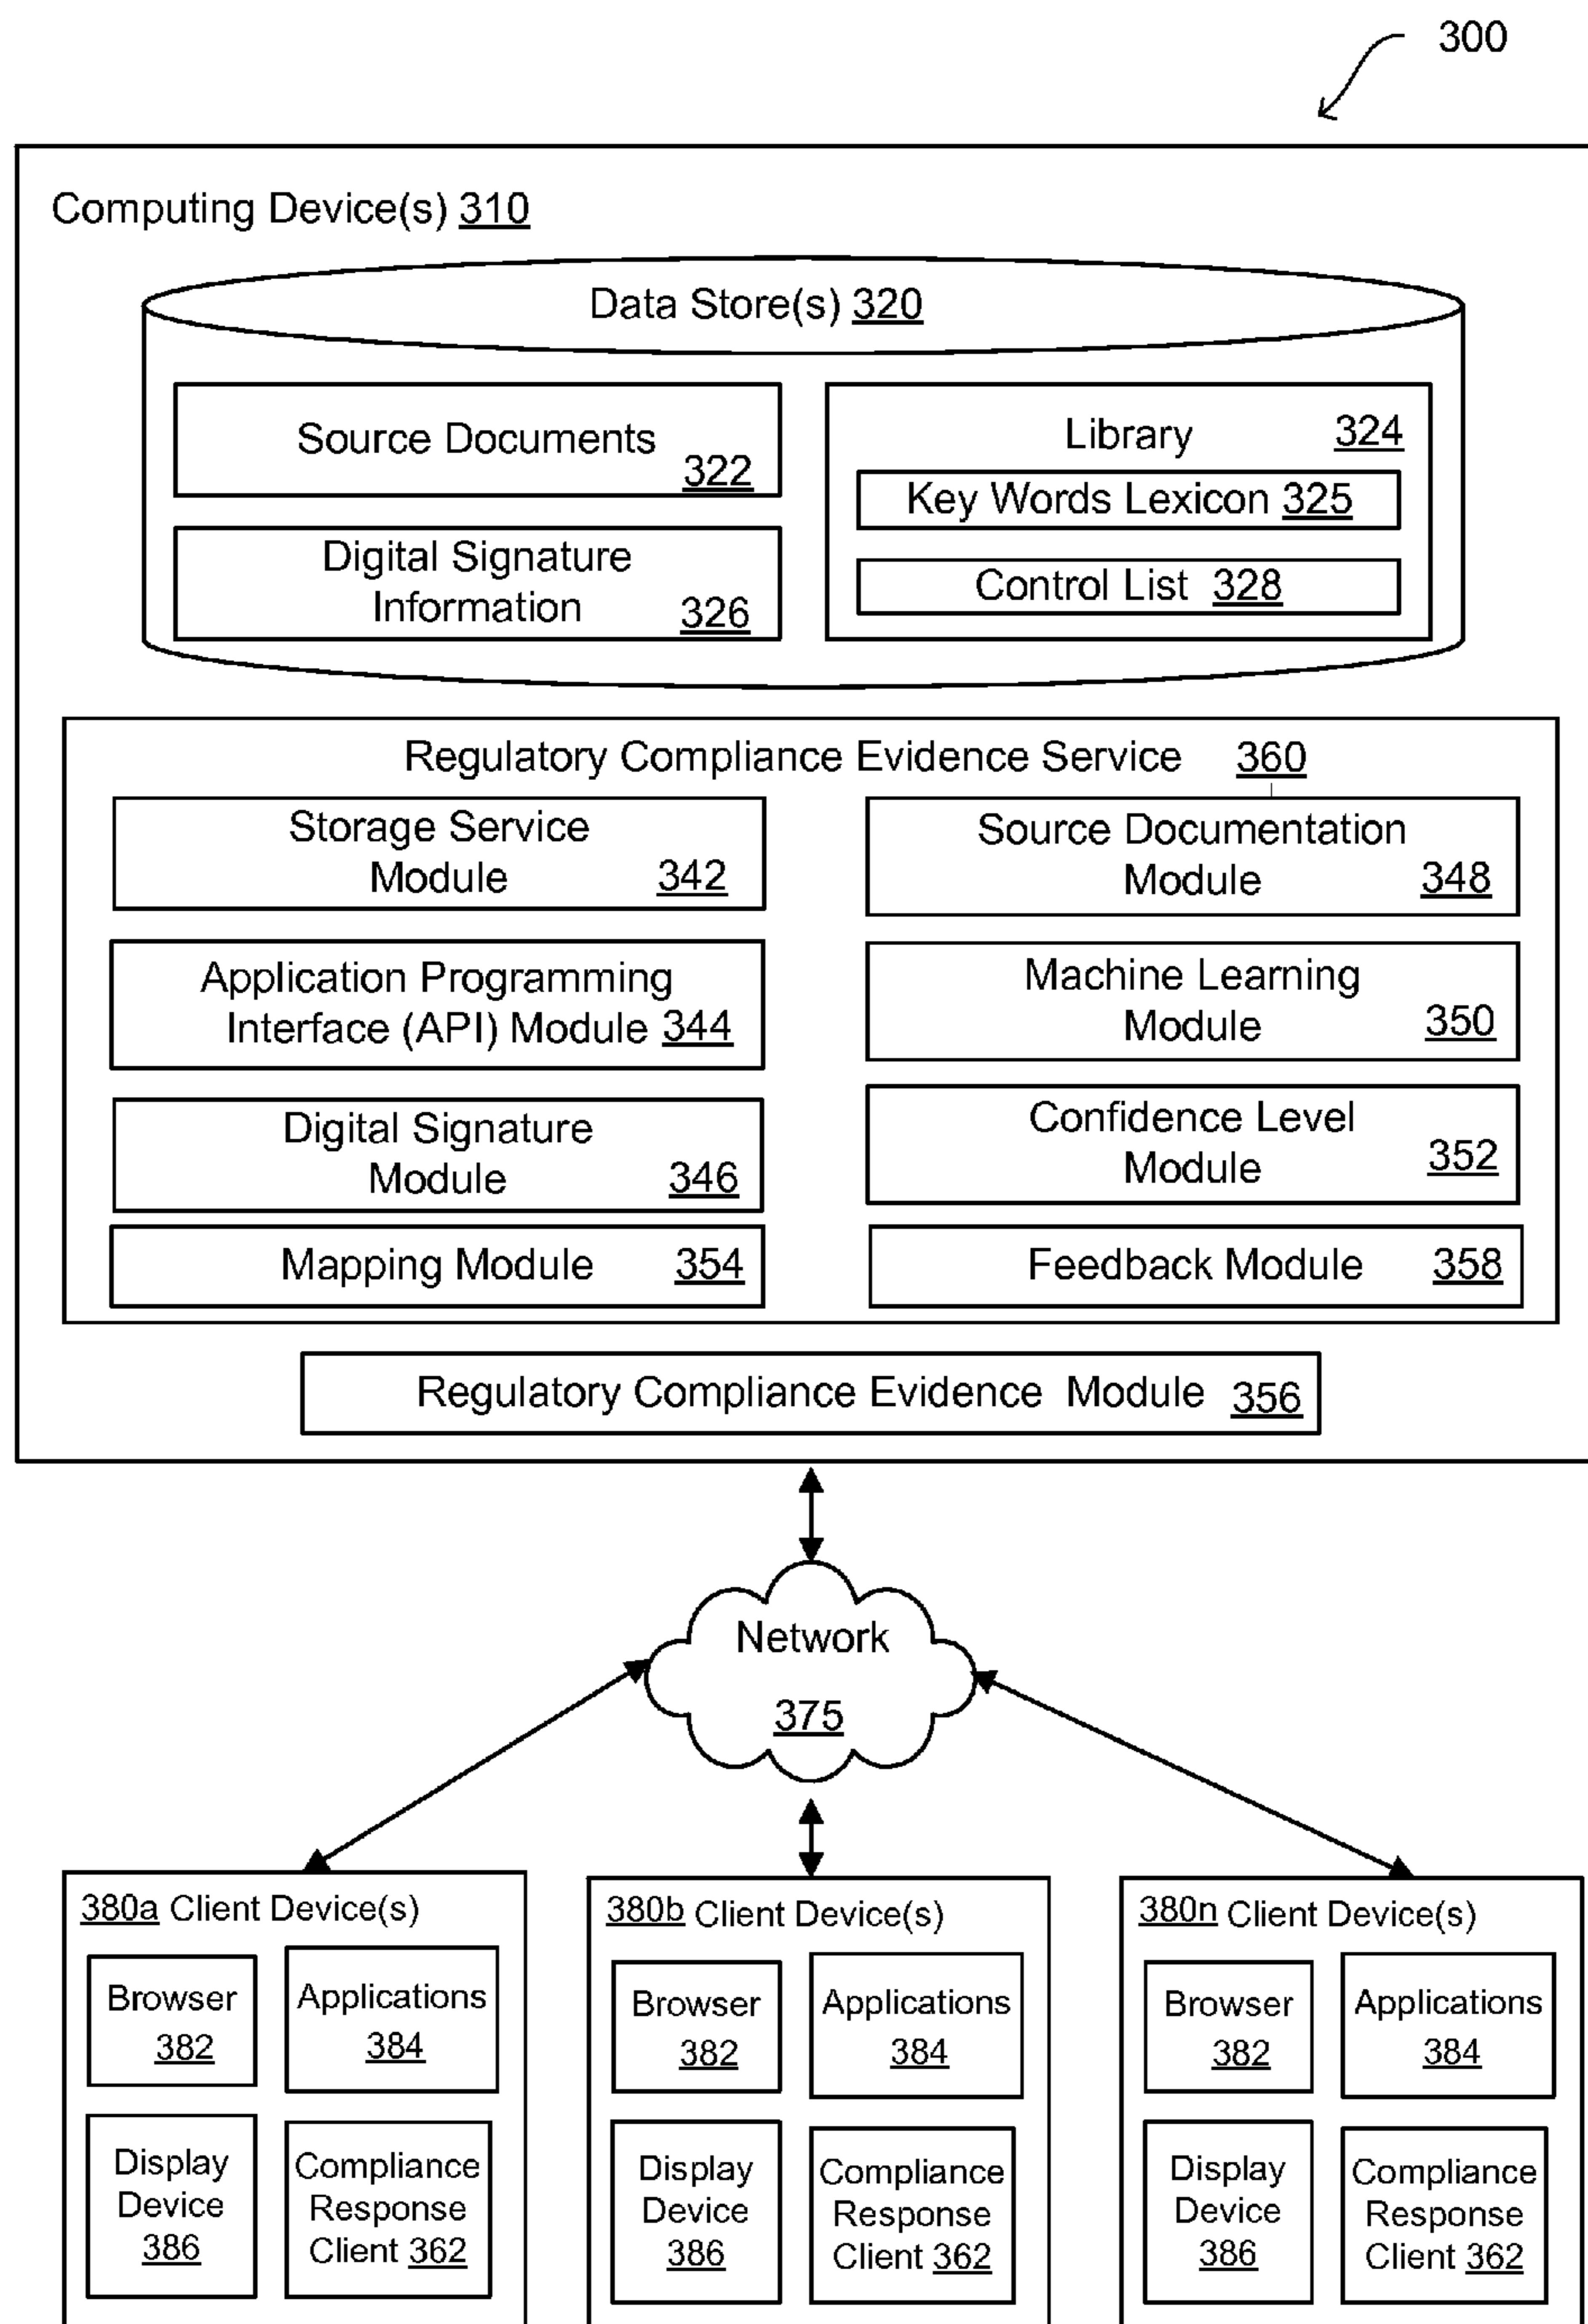 300
Computing Device(s) 310
Data Store(s) 320
Source Documents
322
Digital Signature
Information 326
Library 324
Key Words Lexicon 325
Control List 328
Regulatory Compliance Evidence Service 360
Storage Service
Module 342
Source Documentation
Module 348
Application Programming
Interface (API) Module 344
Machine Learning
Module 350
Digital Signature
Module 346
Confidence Level
Module 352
Mapping Module 354
Feedback Module 358
Regulatory Compliance Evidence Module 356
Network
375
380a Client Device(s)
Browser
382
Applications
384
Display
Device
386
Compliance
Response
Client 362
380b Client Device(s)
Browser
382
Applications
384
Display
Device
386
Compliance
Response
Client 362
380n Client Device(s)
Browser
382
Applications
384
Display
Device
386
Compliance
Response
Client 362